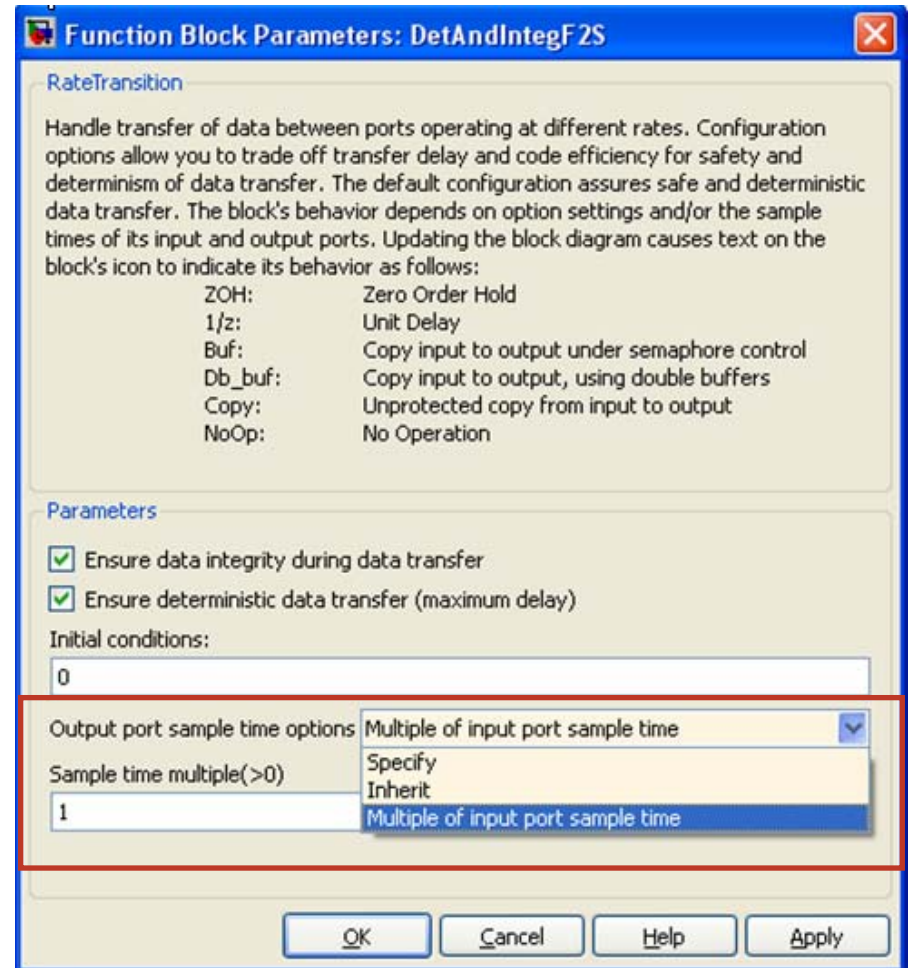 Function Block Parameters: DetAndIntegF2S
RateTransition
Handle transfer of data between ports operating at different rates. Configuration
options allow you to trade off transfer delay and code efficiency for safety and
determinism of data transfer. The default configuration assures safe and deterministic
data transfer. The block's behavior depends on option settings and/or the sample
times of its input and output ports. Updating the block diagram causes text on the
block's icon to indicate its behavior as follows:
ZOH: Zero Order Hold
1/z: Unit Delay
Buf: Copy input to output under semaphore control
Db_buf: Copy input to output, using double buffers
Copy: Unprotected copy from input to output
NoOp: No Operation
Parameters
Ensure data integrity during data transfer
Ensure deterministic data transfer (maximum delay)
Initial conditions:
0
Output port sample time options Multiple of input port sample time
Specify
Sample time multiple(>0)
Inherit
1
Multiple of input port sample time
OK Cancel Help Apply